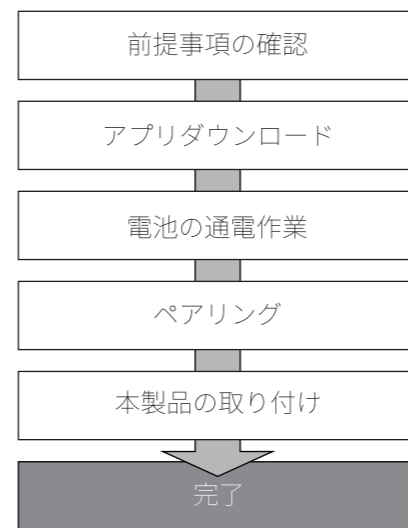 前提事項の確認
アプリダウンロード
電池の通電作業
ペアリング
本製品の取り付け
完了